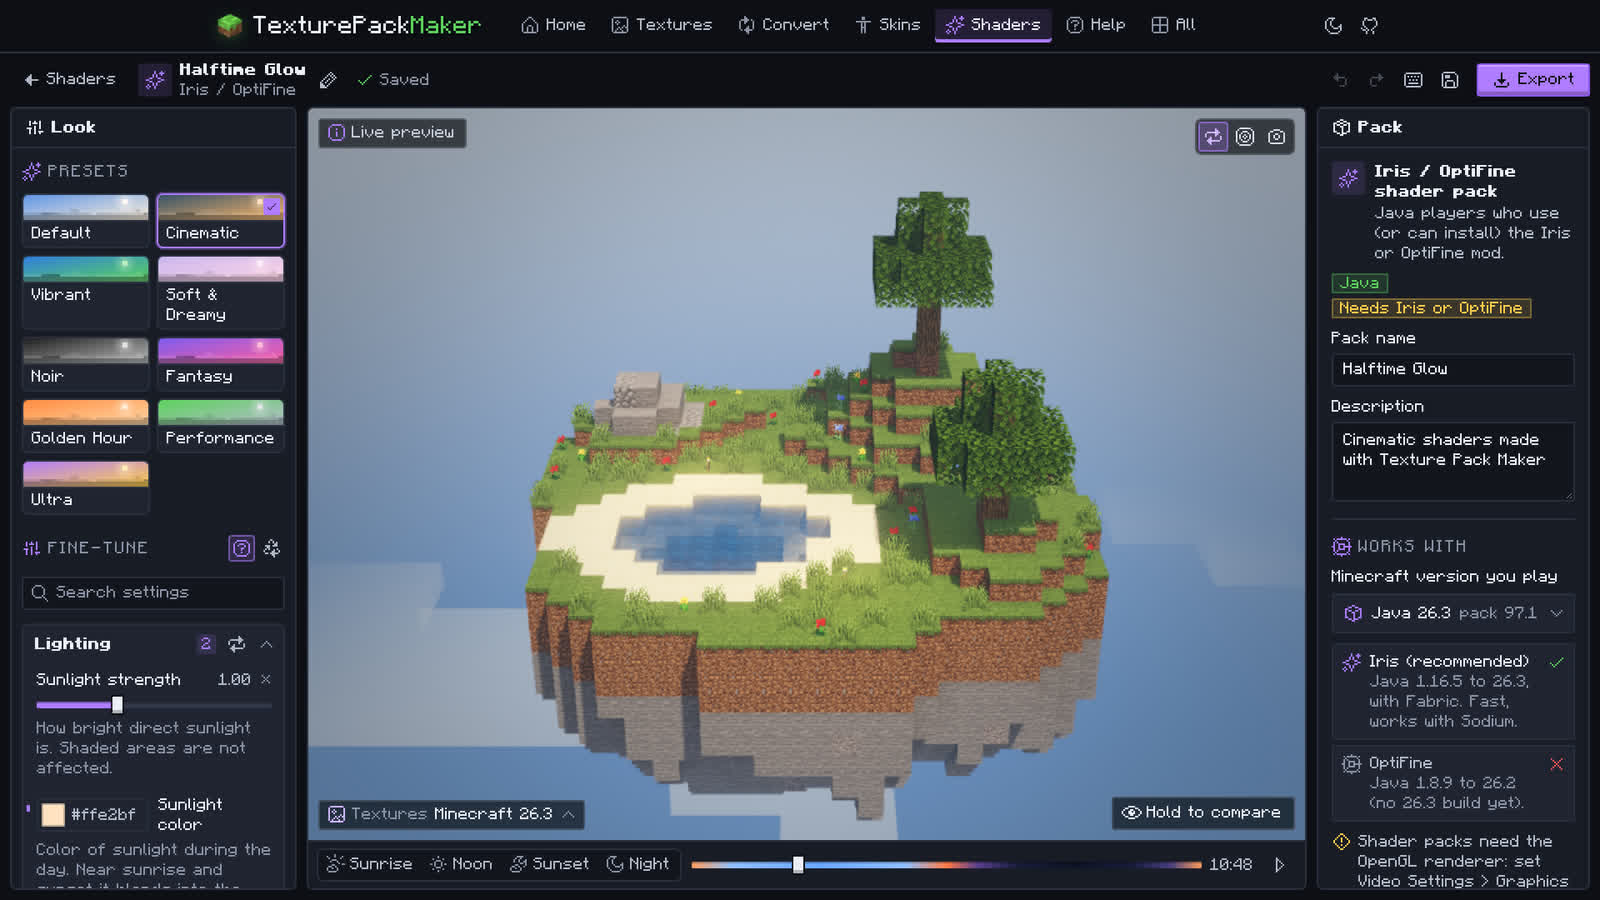 TexturePackMaker
Home
Textures
Convert
Skins
Shaders
Help
All
Shaders
Halftime Glow
Iris / OptiFine
Saved
Export
Look
PRESETS
Default
Cinematic
Vibrant
Soft &
Dreamy
Noir
Fantasy
Golden Hour
Performance
Ultra
FINE-TUNE
Search settings
Lighting
2
Sunlight strength
1.00
How bright direct sunlight
is. Shaded areas are not
affected.
#ffe2bf
Sunlight
color
Color of sunlight during the
day. Near sunrise and
sunset it blends into the
Live preview
Textures Minecraft 26.3
Hold to compare
Sunrise
Noon
Sunset
Night
10:48
Pack
Iris / OptiFine
shader pack
Java players who use
(or can install) the Iris
or OptiFine mod.
Java
Needs Iris or OptiFine
Pack name
Halftime Glow
Description
Cinematic shaders made
with Texture Pack Maker
WORKS WITH
Minecraft version you play
Java 26.3 pack 97.1
Iris (recommended)
Java 1.16.5 to 26.3,
with Fabric. Fast,
works with Sodium.
OptiFine
Java 1.8.9 to 26.2
(no 26.3 build yet).
Shader packs need the
OpenGL renderer: set
Video Settings > Graphics